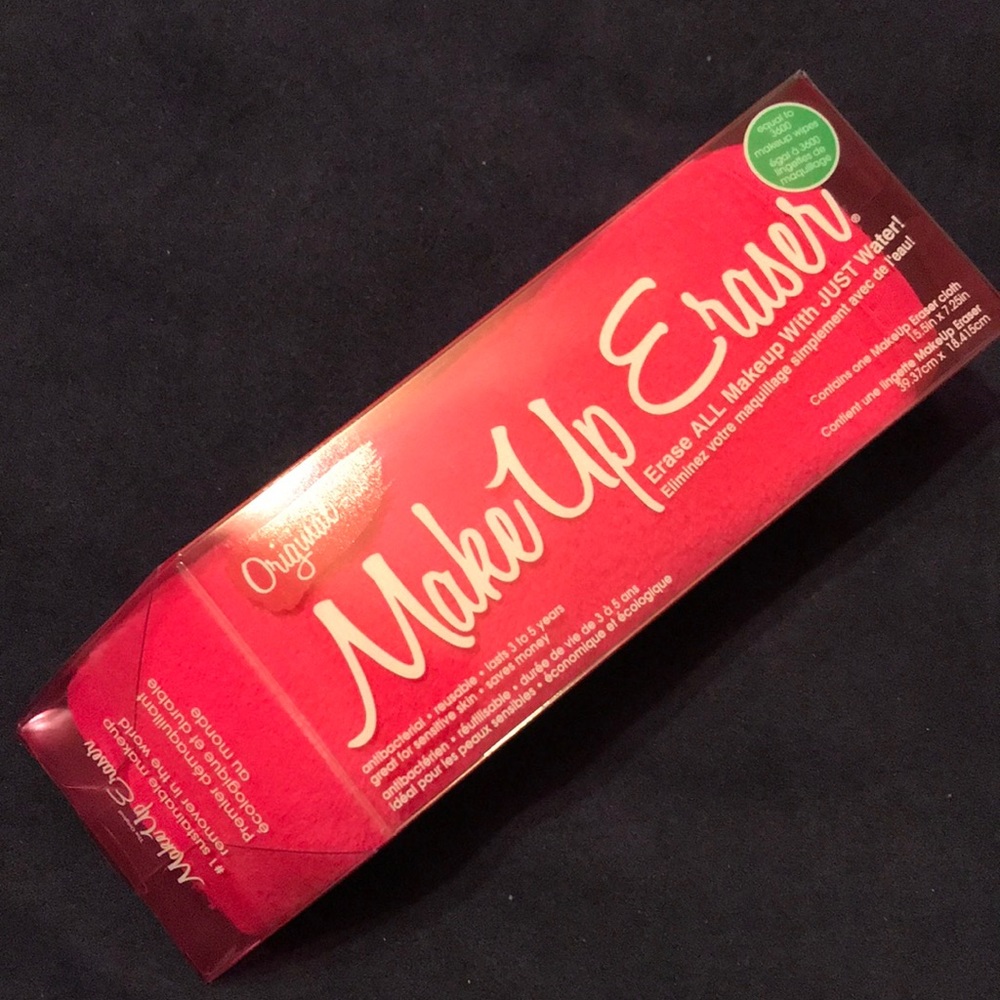 equal to
3600
makeup wipes
égal à 3600
lingettes de
maquillage
Original
MakeUp Eraser®
Erase ALL Makeup With JUST Water!
Eliminez votre maquillage simplement avec de l'eau!
Contains one MakeUp Eraser cloth
15.5in x 7.25in
Contient une lingette MakeUp Eraser
39.37cm x 18.415cm
antibacterial • reusable • lasts 3 to 5 years
great for sensitive skin • saves money
antibactérien • réutilisable • durée de vie de 3 à 5 ans
idéal pour les peaux sensibles • économique et écologique
MakeUp Eraser
#1 sustainable makeup
remover in the world
Premier démaquillant
écologique et durable
au monde